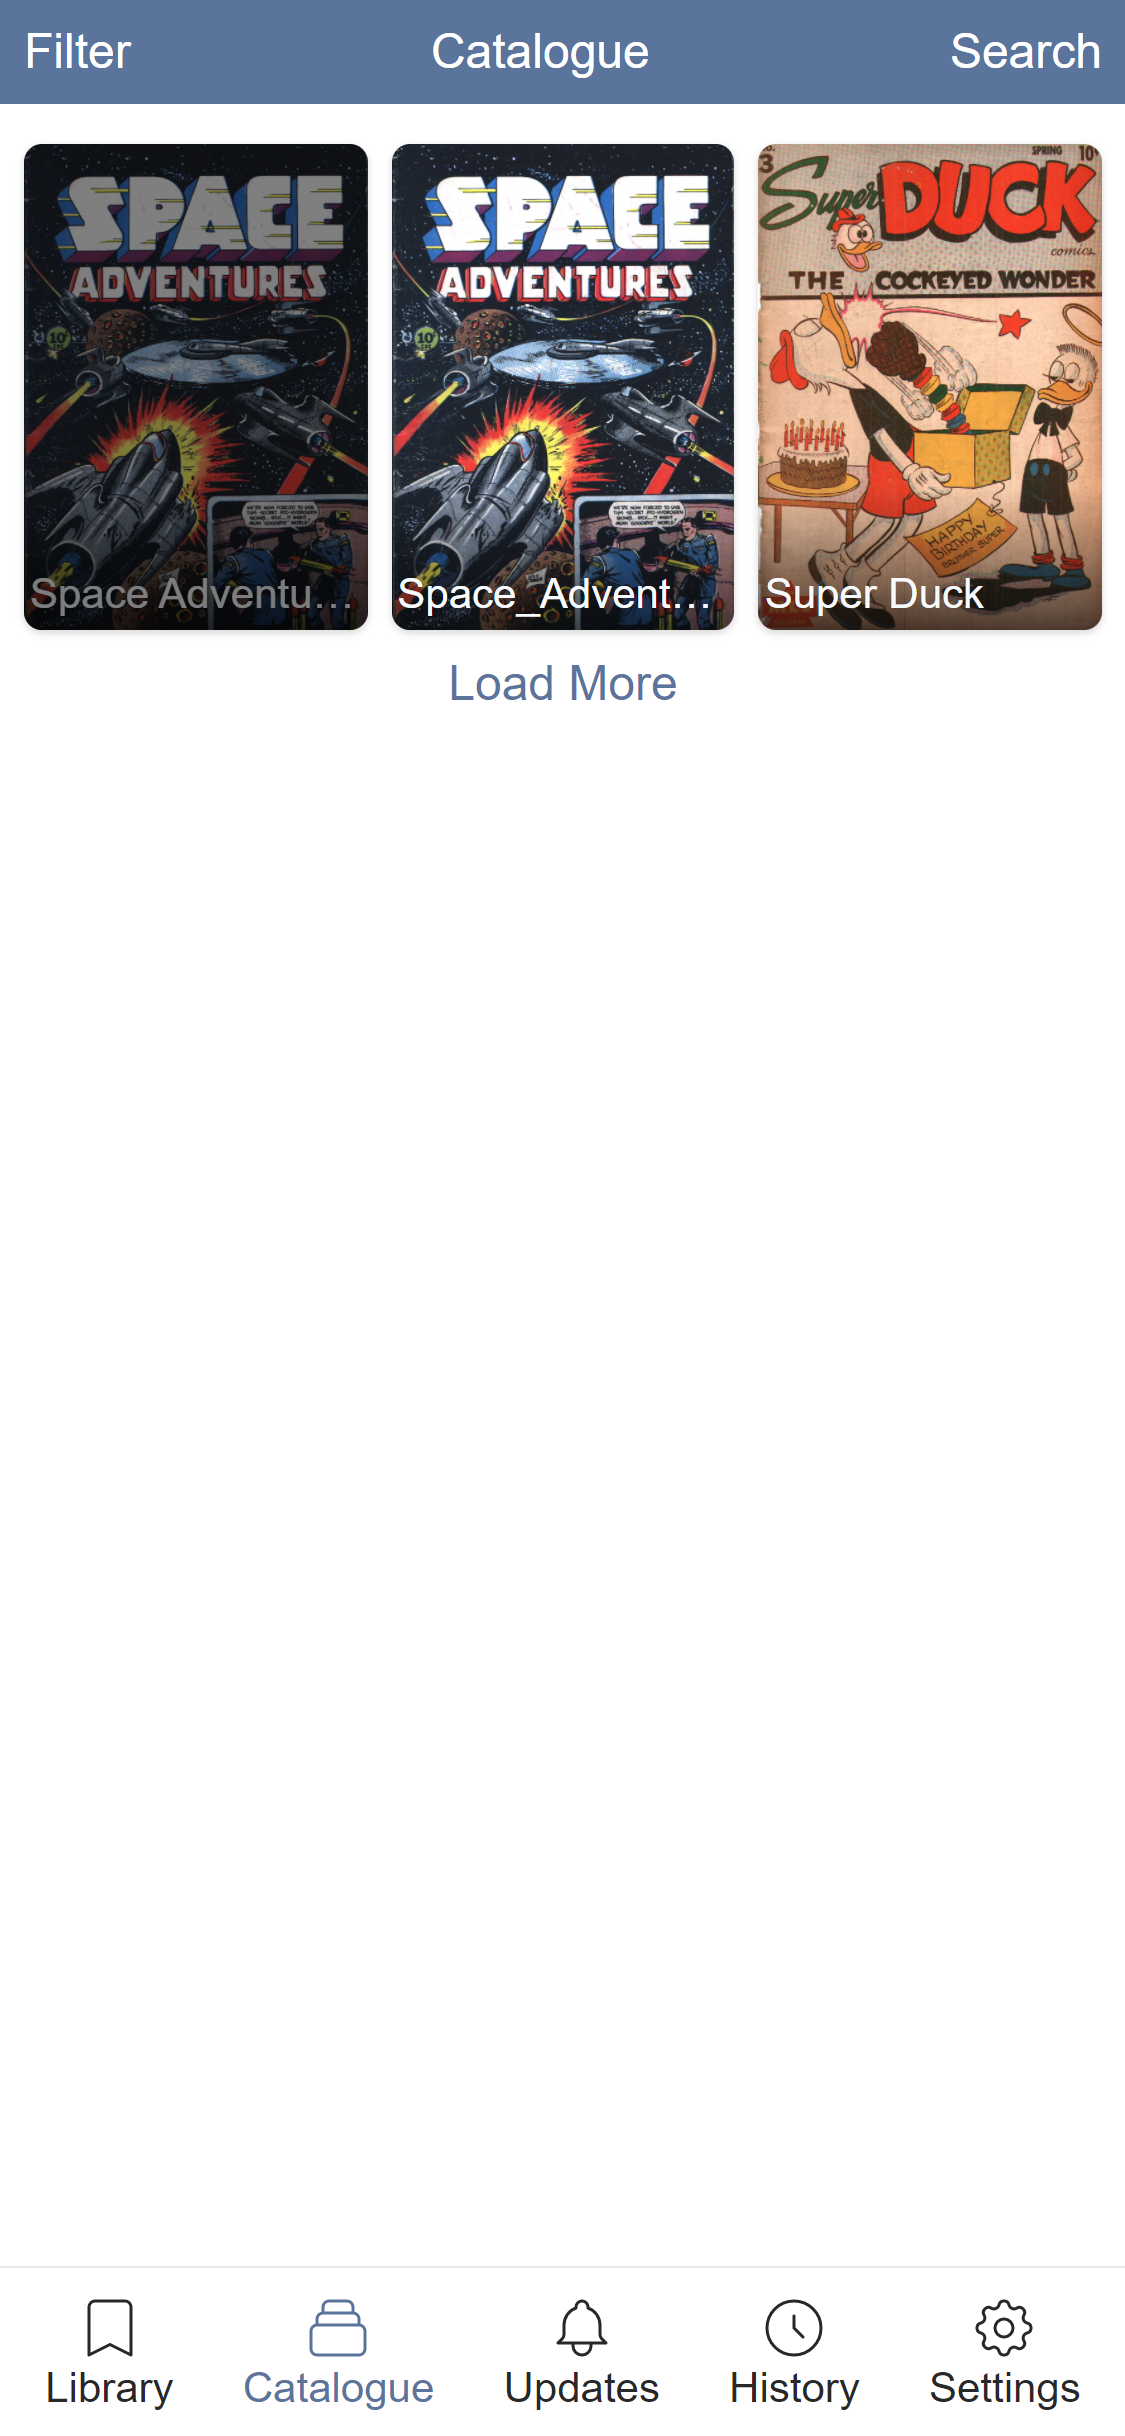 Filter
Catalogue
Search
SPACE
ADVENTURES
10¢
Space Adventu…
SPACE
ADVENTURES
10¢
Space_Advent…
SPRING
10¢
3
Super DUCK
comics
THE COCKEYED WONDER
HAPPY
BIRTHDAY
BROTHER SUPER
Super Duck
Load More
Library
Catalogue
Updates
History
Settings